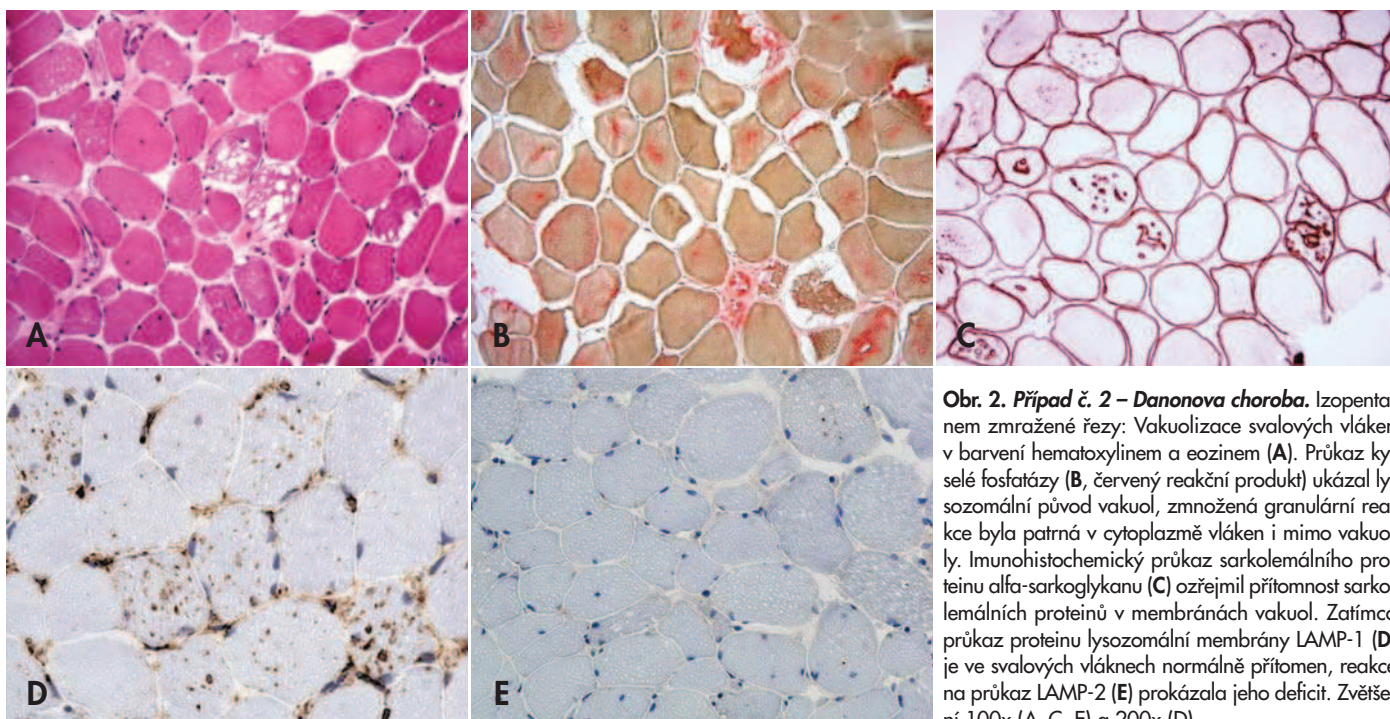 A
B
C
D
E
Obr. 2. Případ č. 2 – Danonova choroba. Izopenta
nem zmražené řezy: Vakuolizace svalových vláken
v barvení hematoxylinem a eozinem (A). Průkaz ky
selé fosfatázy (B, červený reakční produkt) ukázal ly
sozomální původ vakuol, zmnožená granulární rea
kce byla patrná v cytoplazmě vláken i mimo vakuo
ly. Imunohistochemický průkaz sarkolemálního pro
teinu alfa-sarkoglykanu (C) ozřejmil přítomnost sarko
lemálních proteinů v membránách vakuol. Zatímco
průkaz proteinu lysozomální membrány LAMP-1 (D
je ve svalových vláknech normálně přítomen, reakce
na průkaz LAMP-2 (E) prokázala jeho deficit. Zvětše
ní 100x (A, C, E) a 200x (D)